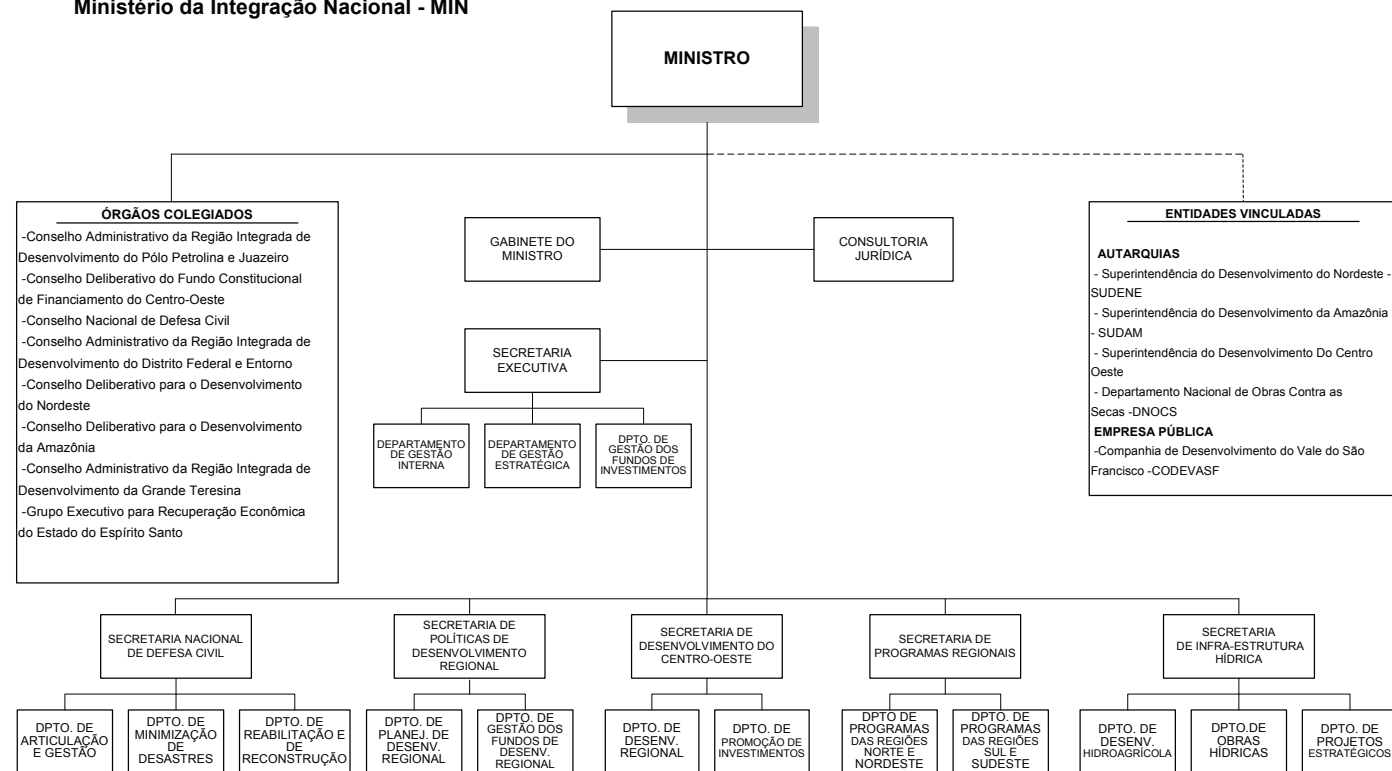 Ministério da Integração Nacional - MIN
MINISTRO
ÓRGÃOS COLEGIADOS
-Conselho Administrativo da Região Integrada de
Desenvolvimento do Pólo Petrolina e Juazeiro
-Conselho Deliberativo do Fundo Constitucional
de Financiamento do Centro-Oeste
-Conselho Nacional de Defesa Civil
-Conselho Administrativo da Região Integrada de
Desenvolvimento do Distrito Federal e Entorno
-Conselho Deliberativo para o Desenvolvimento
do Nordeste
-Conselho Deliberativo para o Desenvolvimento
da Amazônia
-Conselho Administrativo da Região Integrada de
Desenvolvimento da Grande Teresina
-Grupo Executivo para Recuperação Econômica
do Estado do Espírito Santo
GABINETE DO
MINISTRO
CONSULTORIA
JURÍDICA
SECRETARIA
EXECUTIVA
DEPARTAMENTO
DE GESTÃO
INTERNA
DEPARTAMENTO
DE GESTÃO
ESTRATÉGICA
DPTO. DE
GESTÃO DOS
FUNDOS DE
INVESTIMENTOS
ENTIDADES VINCULADAS
AUTARQUIAS
- Superintendência do Desenvolvimento do Nordeste -
SUDENE
- Superintendência do Desenvolvimento da Amazônia
- SUDAM
- Superintendência do Desenvolvimento Do Centro
Oeste
- Departamento Nacional de Obras Contra as
Secas -DNOCS
EMPRESA PÚBLICA
-Companhia de Desenvolvimento do Vale do São
Francisco -CODEVASF
SECRETARIA NACIONAL
DE DEFESA CIVIL
SECRETARIA DE
POLÍTICAS DE
DESENVOLVIMENTO
REGIONAL
SECRETARIA DE
DESENVOLVIMENTO DO
CENTRO-OESTE
SECRETARIA DE
PROGRAMAS REGIONAIS
SECRETARIA
DE INFRA-ESTRUTURA
HÍDRICA
DPTO. DE
ARTICULAÇÃO
E GESTÃO
DPTO. DE
MINIMIZAÇÃO
DE
DESASTRES
DPTO. DE
REABILITAÇÃO E
DE
RECONSTRUÇÃO
DPTO. DE
PLANEJ. DE
DESENV.
REGIONAL
DPTO. DE
GESTÃO DOS
FUNDOS DE
DESENV.
REGIONAL
DPTO. DE
DESENV.
REGIONAL
DPTO. DE
PROMOÇÃO DE
INVESTIMENTOS
DPTO DE
PROGRAMAS
DAS REGIÕES
NORTE E
NORDESTE
DPTO. DE
PROGRAMAS
DAS REGIÕES
SUL E
SUDESTE
DPTO. DE
DESENV.
HIDROAGRÍCOLA
DPTO.DE
OBRAS
HÍDRICAS
DPTO. DE
PROJETOS
ESTRATÉGICOS